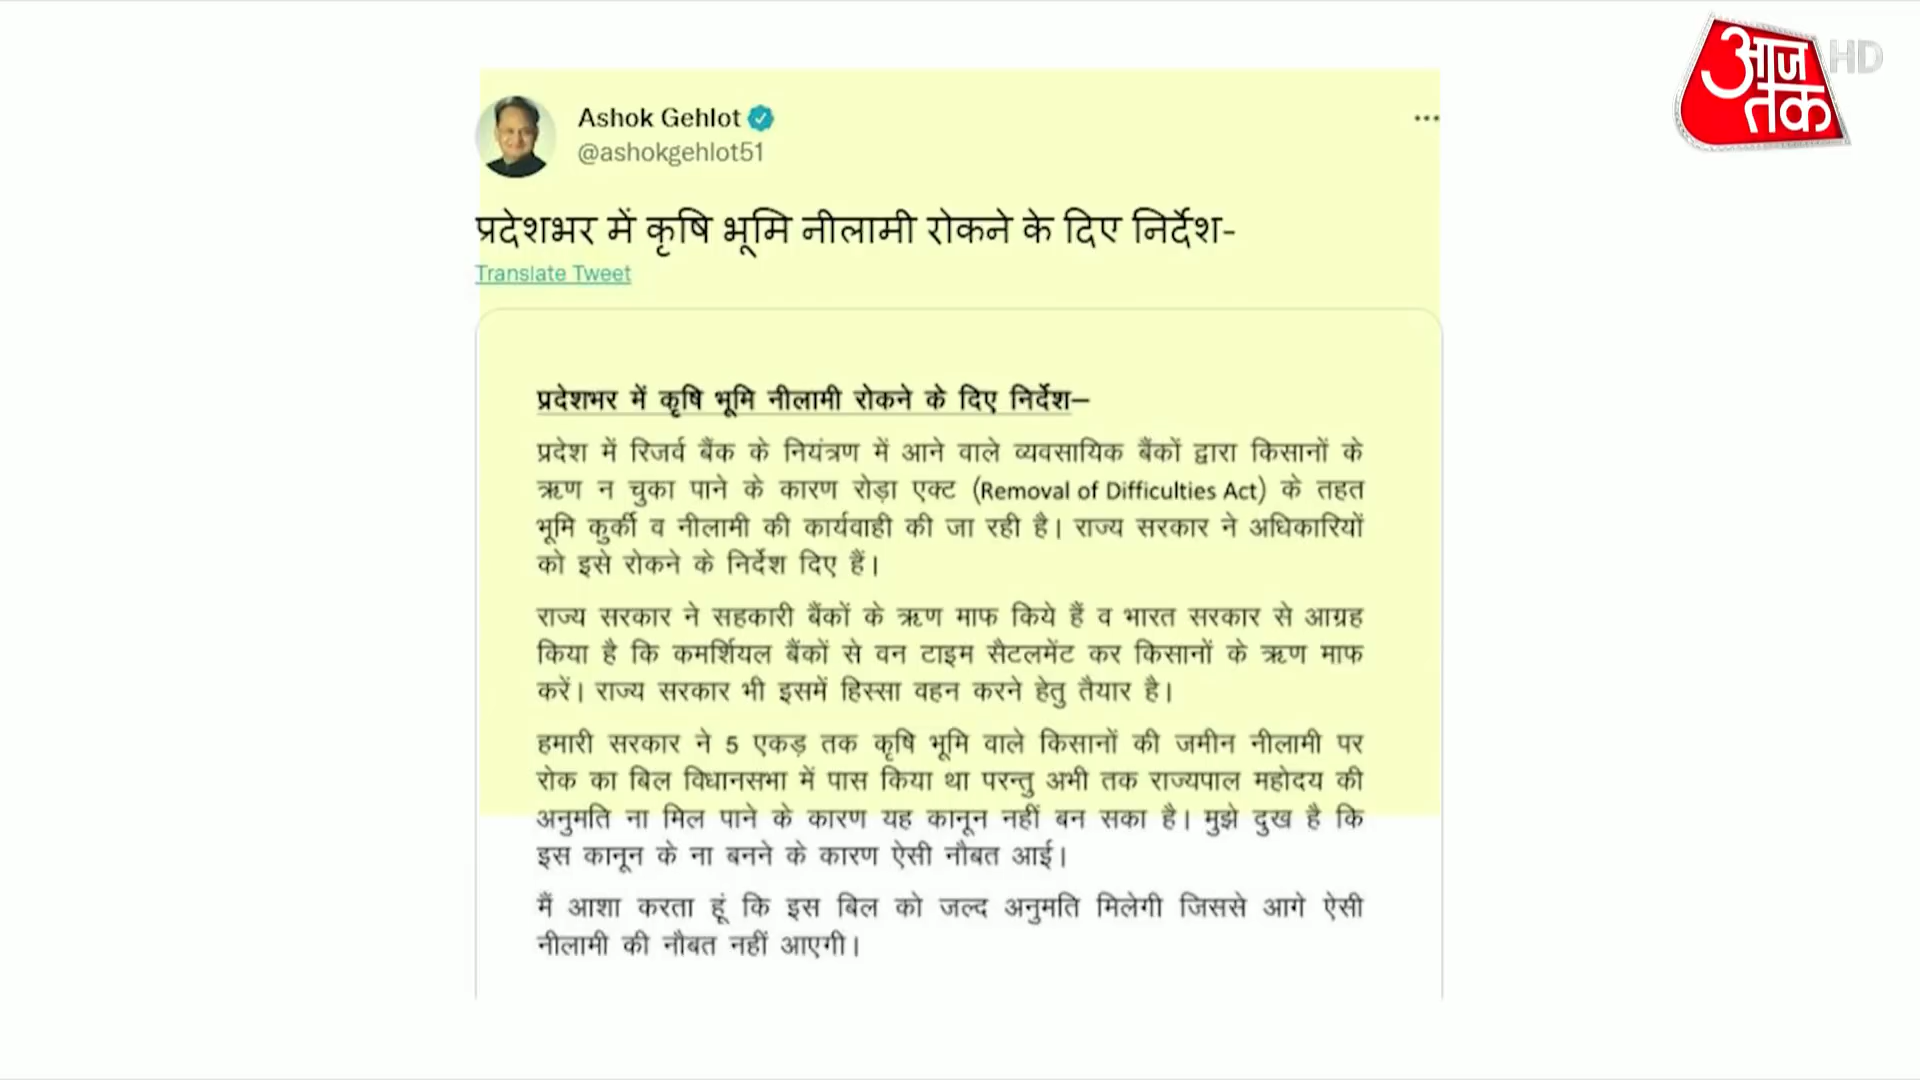 आज तक HD
Ashok Gehlot
@ashokgehlot51
प्रदेशभर में कृषि भूमि नीलामी रोकने के दिए निर्देश-
Translate Tweet
प्रदेशभर में कृषि भूमि नीलामी रोकने के दिए निर्देश–
प्रदेश में रिजर्व बैंक के नियंत्रण में आने वाले व्यवसायिक बैंकों द्वारा किसानों के
ऋण न चुका पाने के कारण रोड़ा एक्ट (Removal of Difficulties Act) के तहत
भूमि कुर्की व नीलामी की कार्यवाही की जा रही है। राज्य सरकार ने अधिकारियों
को इसे रोकने के निर्देश दिए हैं।
राज्य सरकार ने सहकारी बैंकों के ऋण माफ किये हैं व भारत सरकार से आग्रह
किया है कि कमर्शियल बैंकों से वन टाइम सैटलमेंट कर किसानों के ऋण माफ
करें। राज्य सरकार भी इसमें हिस्सा वहन करने हेतु तैयार है।
हमारी सरकार ने 5 एकड़ तक कृषि भूमि वाले किसानों की जमीन नीलामी पर
रोक का बिल विधानसभा में पास किया था परन्तु अभी तक राज्यपाल महोदय की
अनुमति ना मिल पाने के कारण यह कानून नहीं बन सका है। मुझे दुख है कि
इस कानून के ना बनने के कारण ऐसी नौबत आई।
मैं आशा करता हूं कि इस बिल को जल्द अनुमति मिलेगी जिससे आगे ऐसी
नीलामी की नौबत नहीं आएगी।